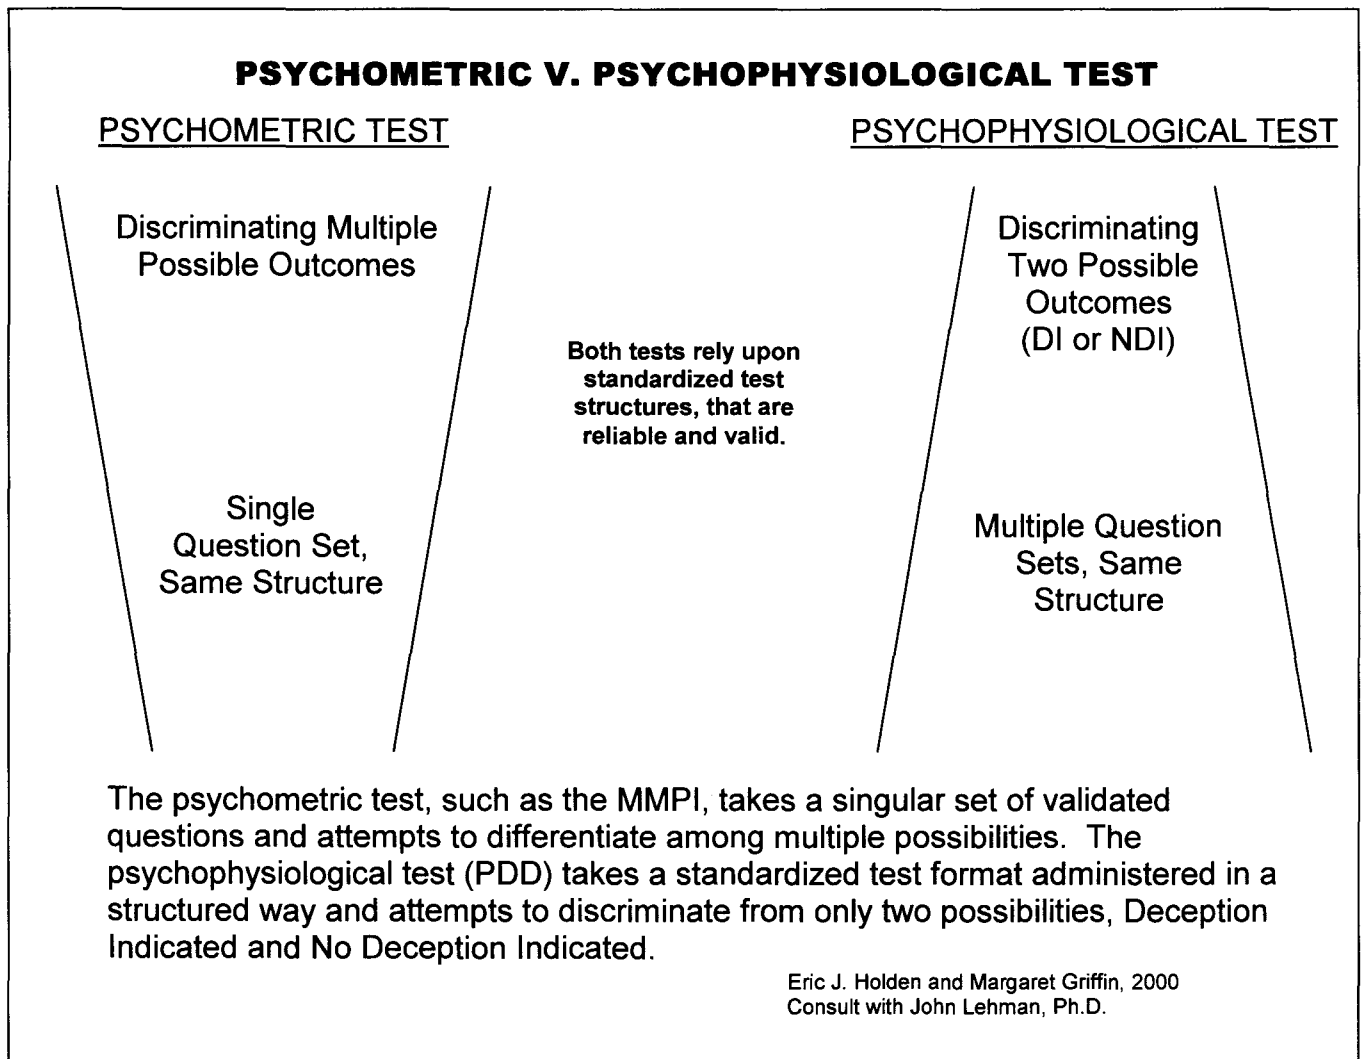 PSYCHOMETRIC V. PSYCHOPHYSIOLOGICAL TEST
PSYCHOMETRIC TEST
Discriminating Multiple
Possible Outcomes
Single
Question Set,
Same Structure
Both tests rely upon
standardized test
structures, that are
reliable and valid.
PSYCHOPHYSIOLOGICAL TEST
Discriminating
Two Possible
Outcomes
(DI or NDI)
Multiple Question
Sets, Same
Structure
The psychometric test, such as the MMPI, takes a singular set of validated
questions and attempts to differentiate among multiple possibilities. The
psychophysiological test (PDD) takes a standardized test format administered in a
structured way and attempts to discriminate from only two possibilities, Deception
Indicated and No Deception Indicated.
Eric J. Holden and Margaret Griffin, 2000
Consult with John Lehman, Ph.D.